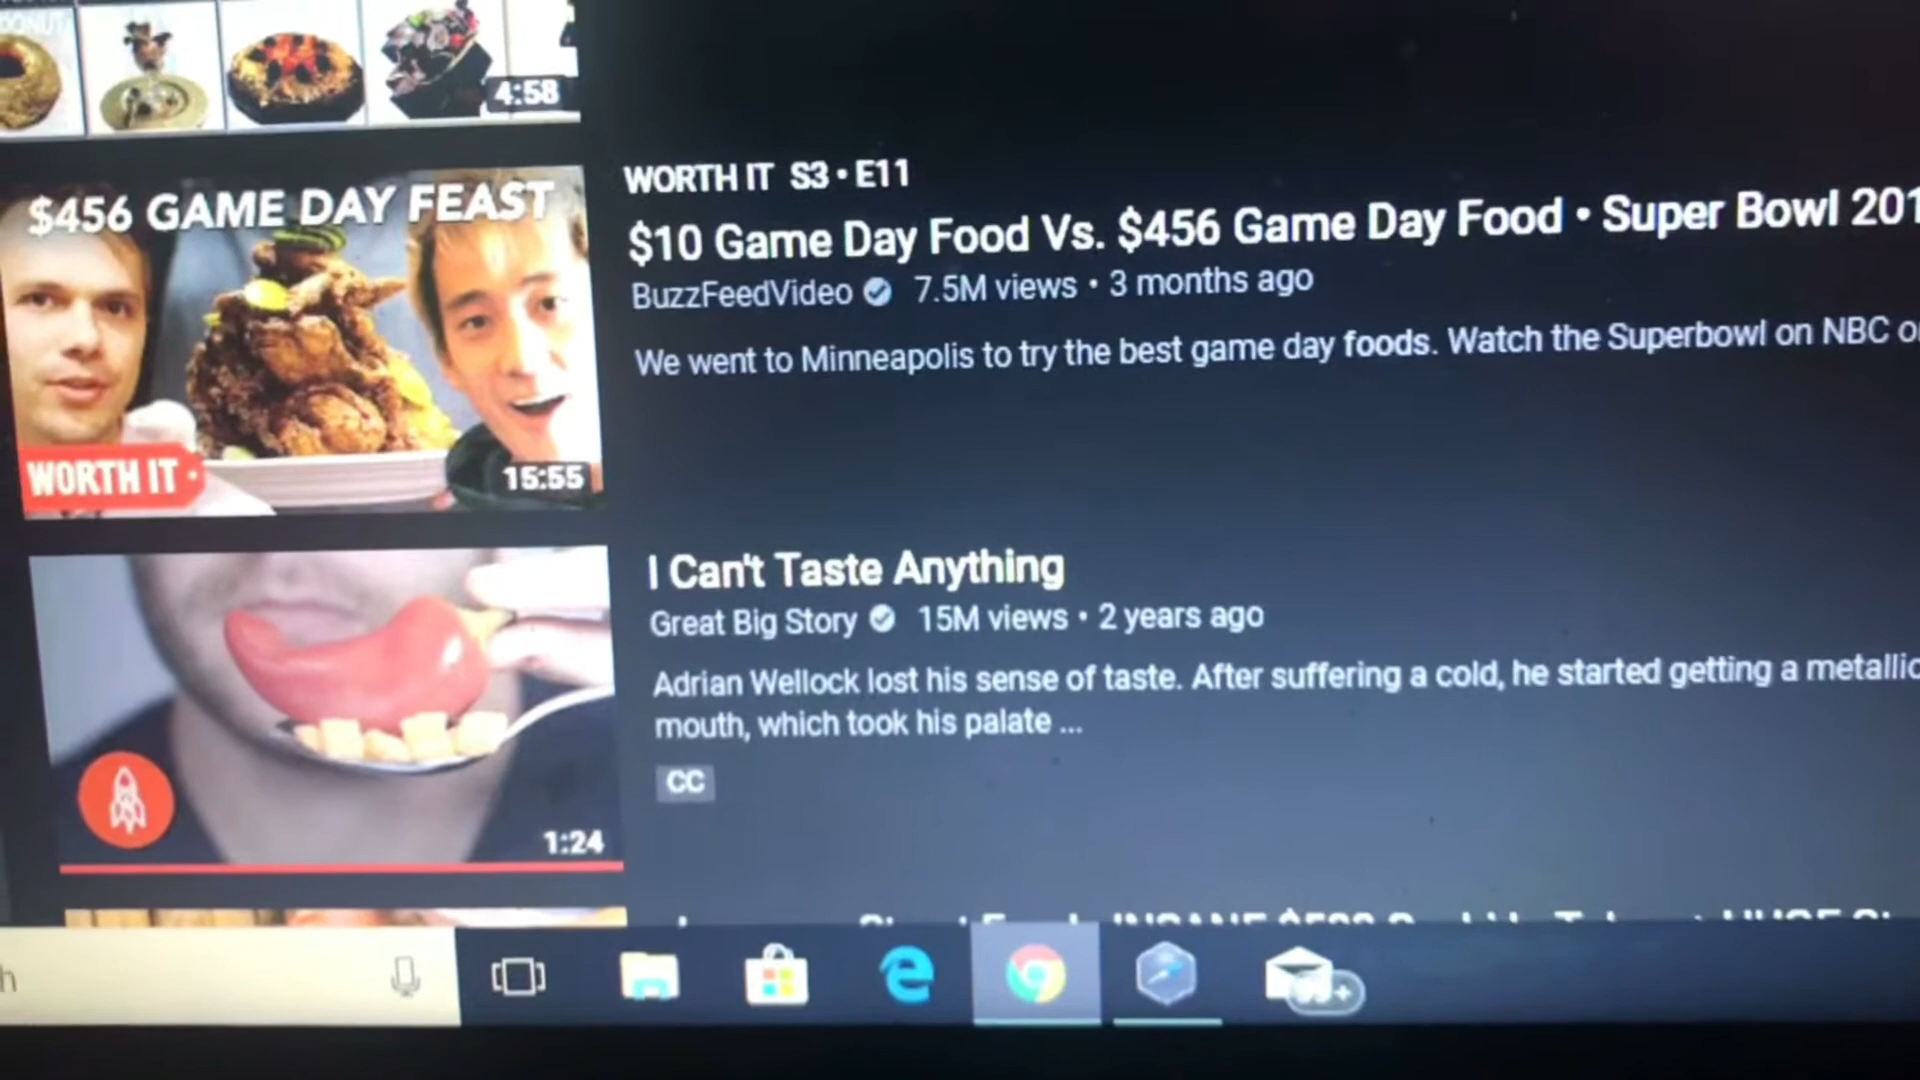 DONUT
4:58
$456 GAME DAY FEAST
WORTH IT
15:55
WORTH IT S3 • E11
$10 Game Day Food Vs. $456 Game Day Food • Super Bowl 201
BuzzFeedVideo 7.5M views • 3 months ago
We went to Minneapolis to try the best game day foods. Watch the Superbowl on NBC o
1:24
I Can't Taste Anything
Great Big Story 15M views • 2 years ago
Adrian Wellock lost his sense of taste. After suffering a cold, he started getting a metallic
mouth, which took his palate ...
CC
h
99+